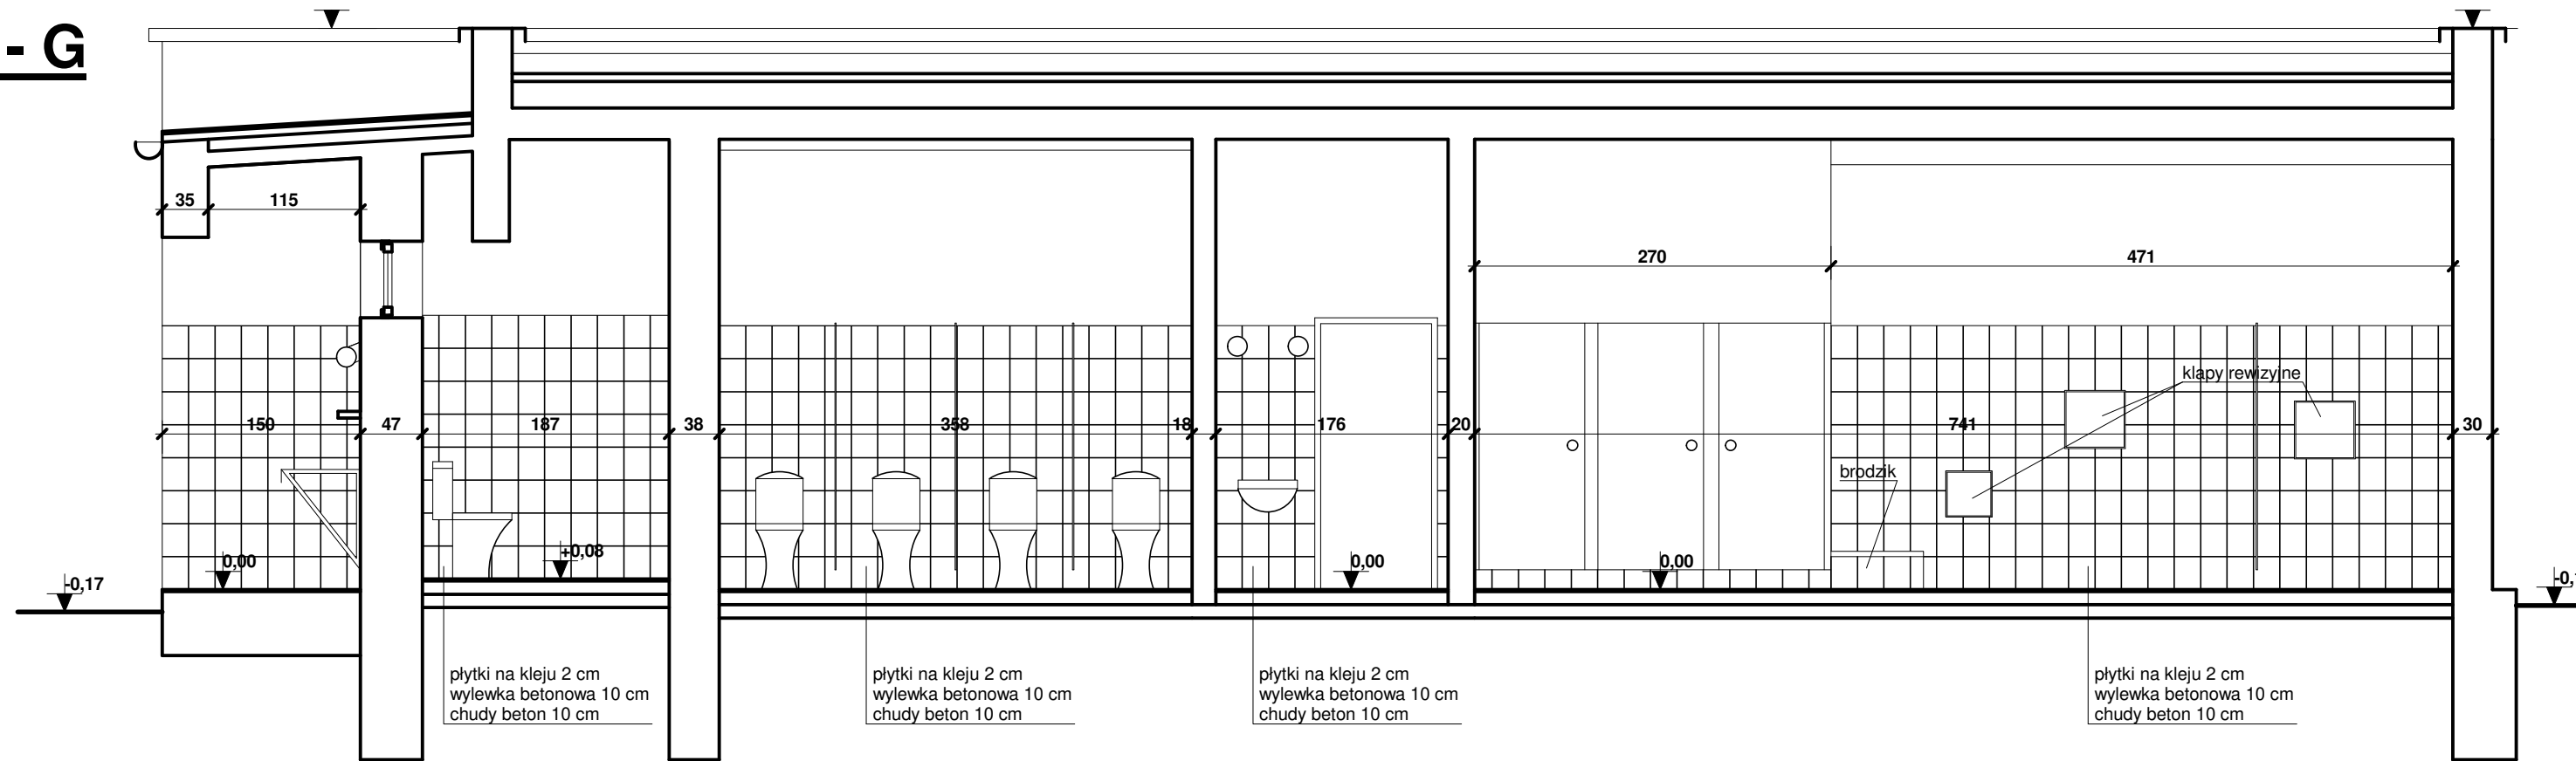 - G
35
115
270
471
klapy rewizyjne
150
47
187
38
358
18
176
20
741
30
brodzik
+0,08
0,00
0,00
0,00
-0,17
płytki na kleju 2 cm
wylewka betonowa 10 cm
chudy beton 10 cm
płytki na kleju 2 cm
wylewka betonowa 10 cm
chudy beton 10 cm
płytki na kleju 2 cm
wylewka betonowa 10 cm
chudy beton 10 cm
płytki na kleju 2 cm
wylewka betonowa 10 cm
chudy beton 10 cm